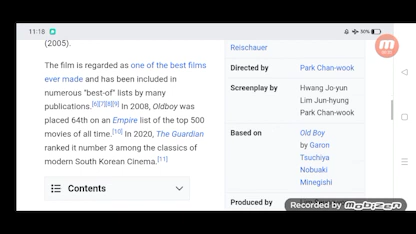 11:18
50%
(2005).
The film is regarded as one of the best films
ever made and has been included in
numerous "best-of" lists by many
publications.[6][7][8][9] In 2008, Oldboy was
placed 64th on an Empire list of the top 500
movies of all time.[10] In 2020, The Guardian
ranked it number 3 among the classics of
modern South Korean Cinema.[11]
Contents
Reischauer
Directed by Park Chan-wook
Screenplay by Hwang Jo-yun
Lim Jun-hyung
Park Chan-wook
Based on Old Boy
by Garon
Tsuchiya
Nobuaki
Minegishi
Produced by
Recorded by mobizen